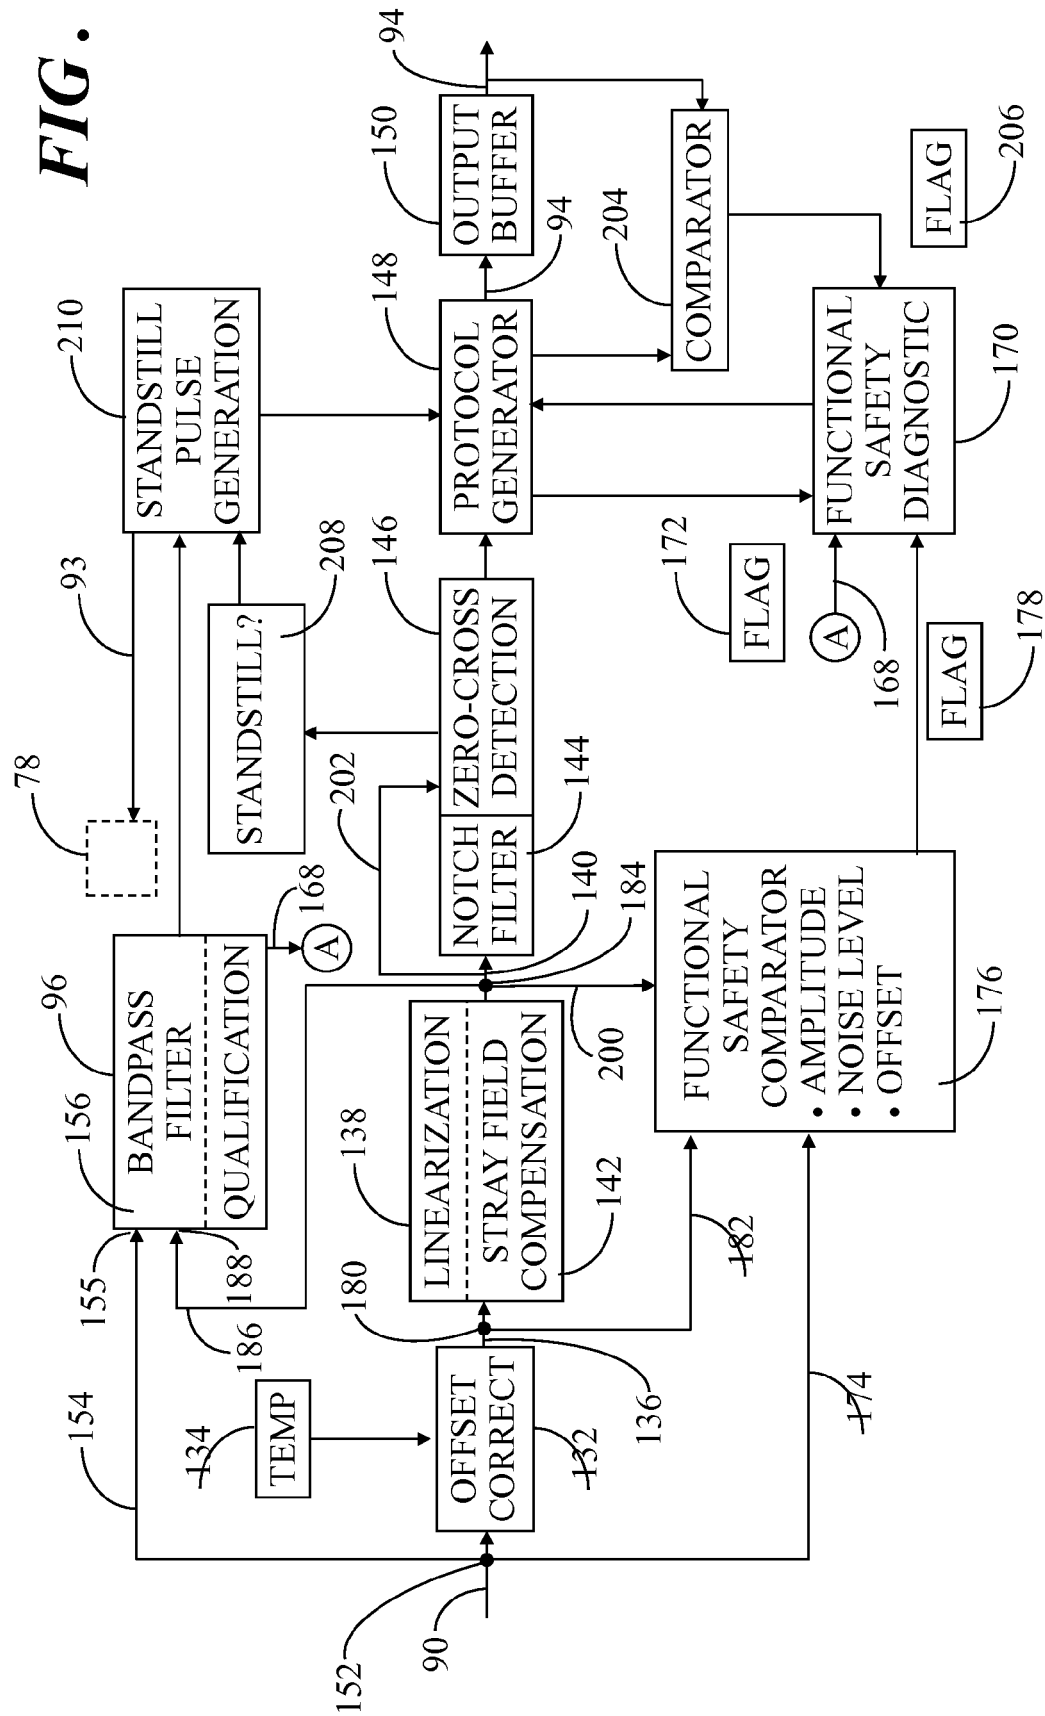 FIG.
94
150
OUTPUT
BUFFER
94
204
COMPARATOR
FLAG
206
210
STANDSTILL
PULSE
GENERATION
148
PROTOCOL
GENERATOR
FUNCTIONAL
SAFETY
DIAGNOSTIC
170
93
208
STANDSTILL?
146
ZERO-CROSS
DETECTION
172
FLAG
A
168
FLAG
178
78
202
NOTCH
FILTER
144
140
184
96
156
BANDPASS
FILTER
QUALIFICATION
168
A
155
188
186
138
LINEARIZATION
STRAY FIELD
COMPENSATION
142
200
FUNCTIONAL
SAFETY
COMPARATOR
• AMPLITUDE
• NOISE LEVEL
• OFFSET
176
180
182
154
134
TEMP
OFFSET
CORRECT
132
136
174
152
90